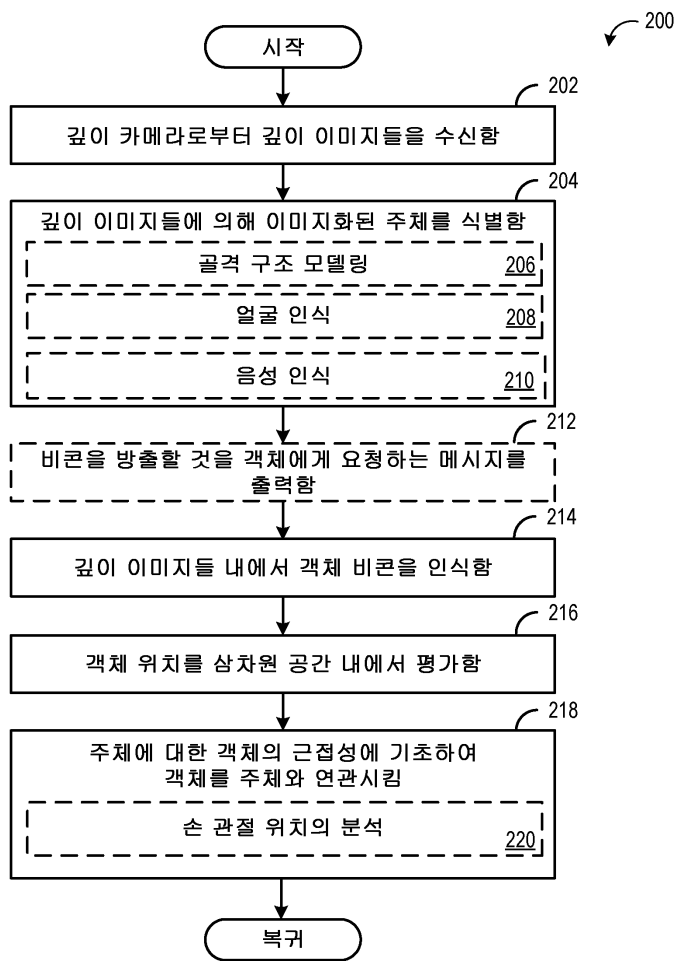 200
시작
202
깊이 카메라로부터 깊이 이미지들을 수신함
204
깊이 이미지들에 의해 이미지화된 주체를 식별함
골격 구조 모델링 206
얼굴 인식 208
음성 인식 210
212
비콘을 방출할 것을 객체에게 요청하는 메시지를
출력함
214
깊이 이미지들 내에서 객체 비콘을 인식함
216
객체 위치를 삼차원 공간 내에서 평가함
218
주체에 대한 객체의 근접성에 기초하여
객체를 주체와 연관시킴
손 관절 위치의 분석 220
복귀